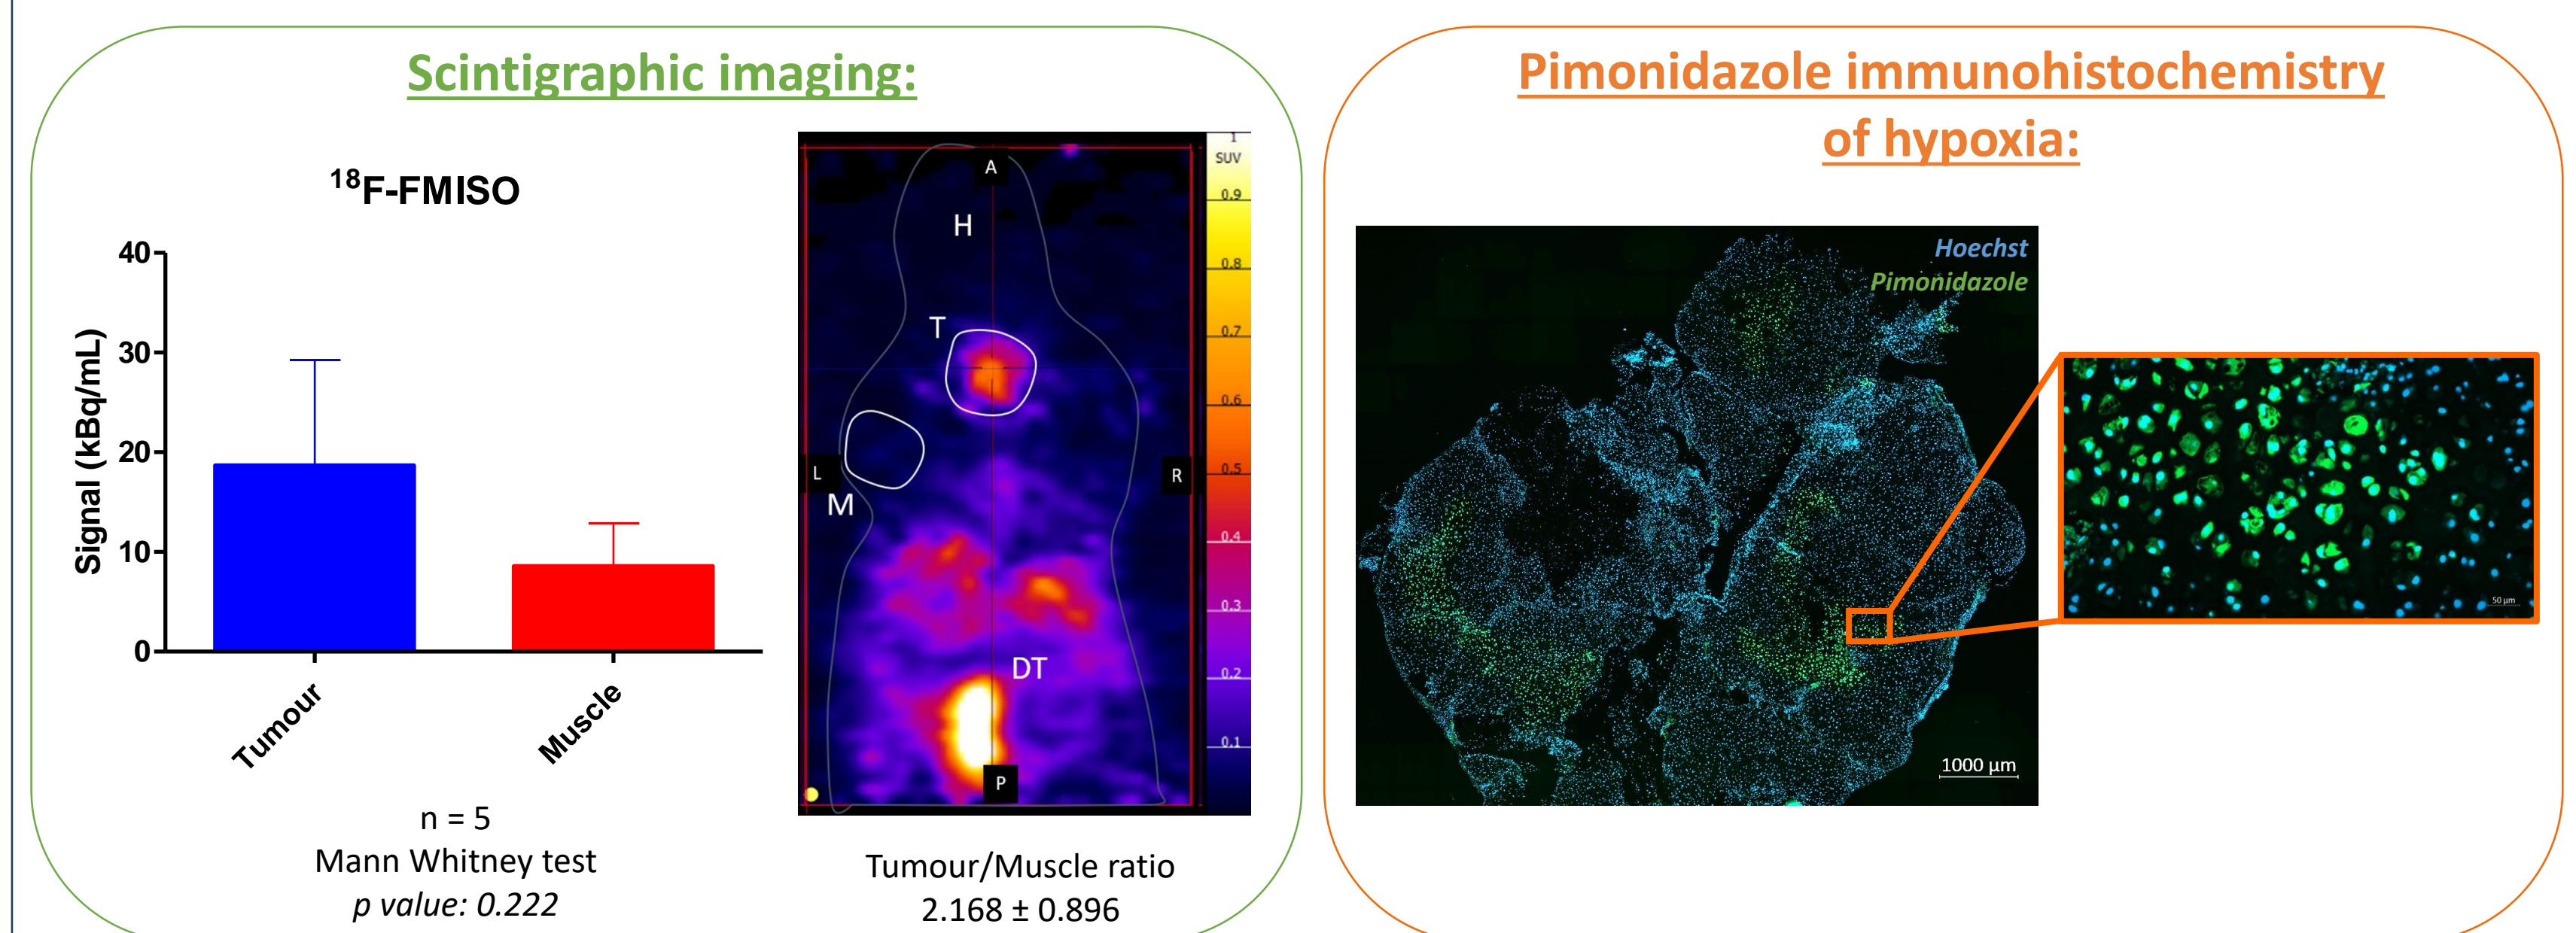 Scintigraphic imaging:
¹⁸F-FMISO
40
30
20
10
0
Signal (kBq/mL)
Tumour
Muscle
n = 5
Mann Whitney test
p value: 0.222
A
H
T
L
R
M
DT
P
1
SUV
0.9
0.8
0.7
0.6
0.5
0.4
0.3
0.2
0.1
Tumour/Muscle ratio
2.168 ± 0.896
Pimonidazole immunohistochemistry
of hypoxia:
Hoechst
Pimonidazole
1000 µm
50 µm